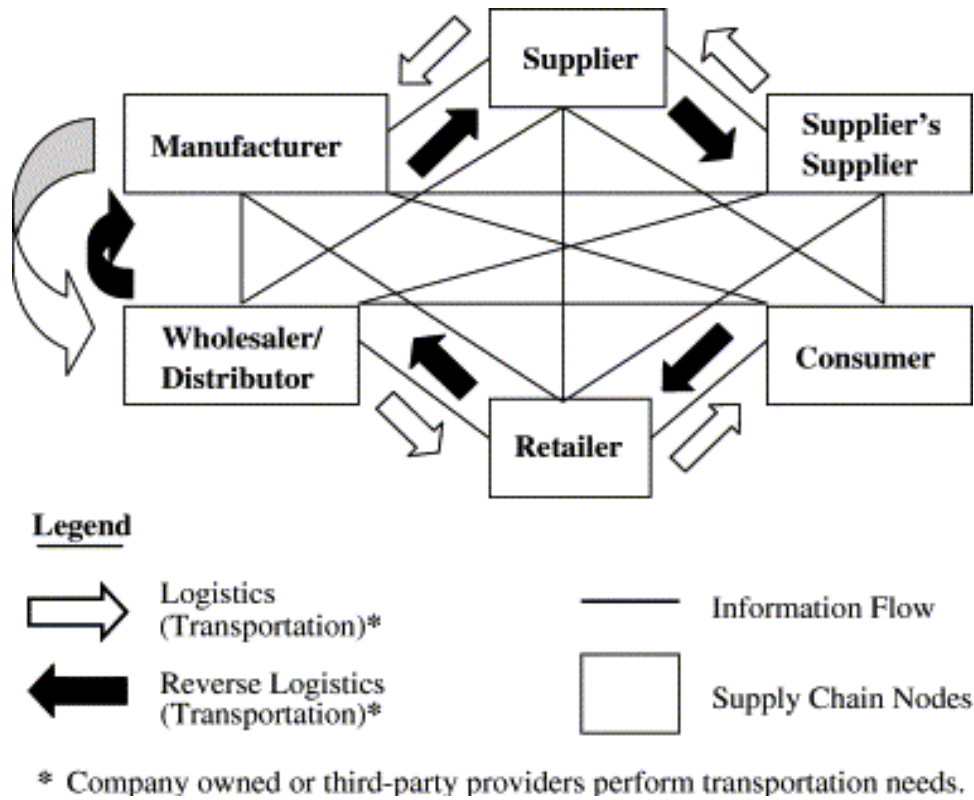 Supplier
Manufacturer
Supplier's
Supplier
Wholesaler/
Distributor
Consumer
Retailer
Legend
Logistics
(Transportation)*
Information Flow
Reverse Logistics
(Transportation)*
Supply Chain Nodes
* Company owned or third-party providers perform transportation needs.